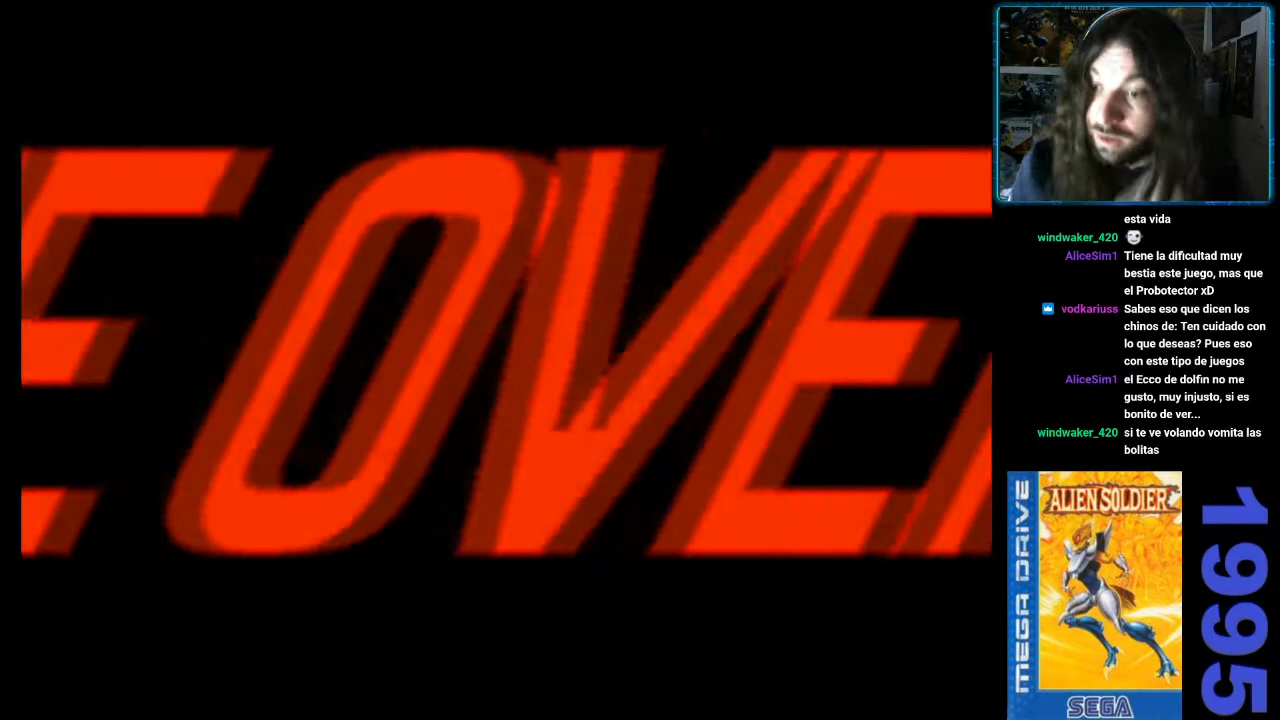 E OVE
esta vida
windwaker_420
AliceSim1 Tiene la dificultad muy
bestia este juego, mas que
el Probotector xD
vodkariuss Sabes eso que dicen los
chinos de: Ten cuidado con
lo que deseas? Pues eso
con este tipo de juegos
AliceSim1 el Ecco de dolfin no me
gusto, muy injusto, si es
bonito de ver...
windwaker_420 si te ve volando vomita las
bolitas
MEGA DRIVE
ALIEN SOLDIER
SEGA
1995
SONIC